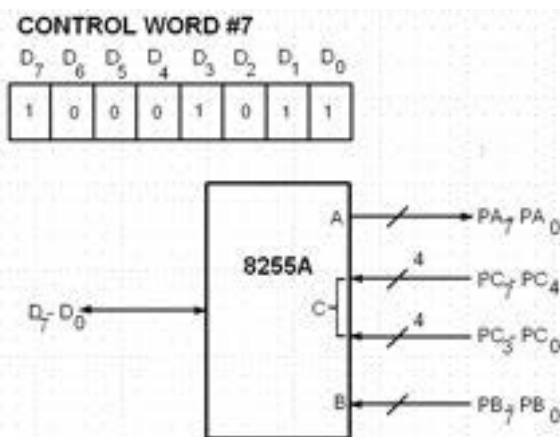 CONTROL WORD #7
D7 D6 D5 D4 D3 D2 D1 D0
1 0 0 0 1 0 1 1
A PA7- PA0
4
8255A PC7- PC4
D7- D0 C
4
PC3- PC0
B PB7- PB0